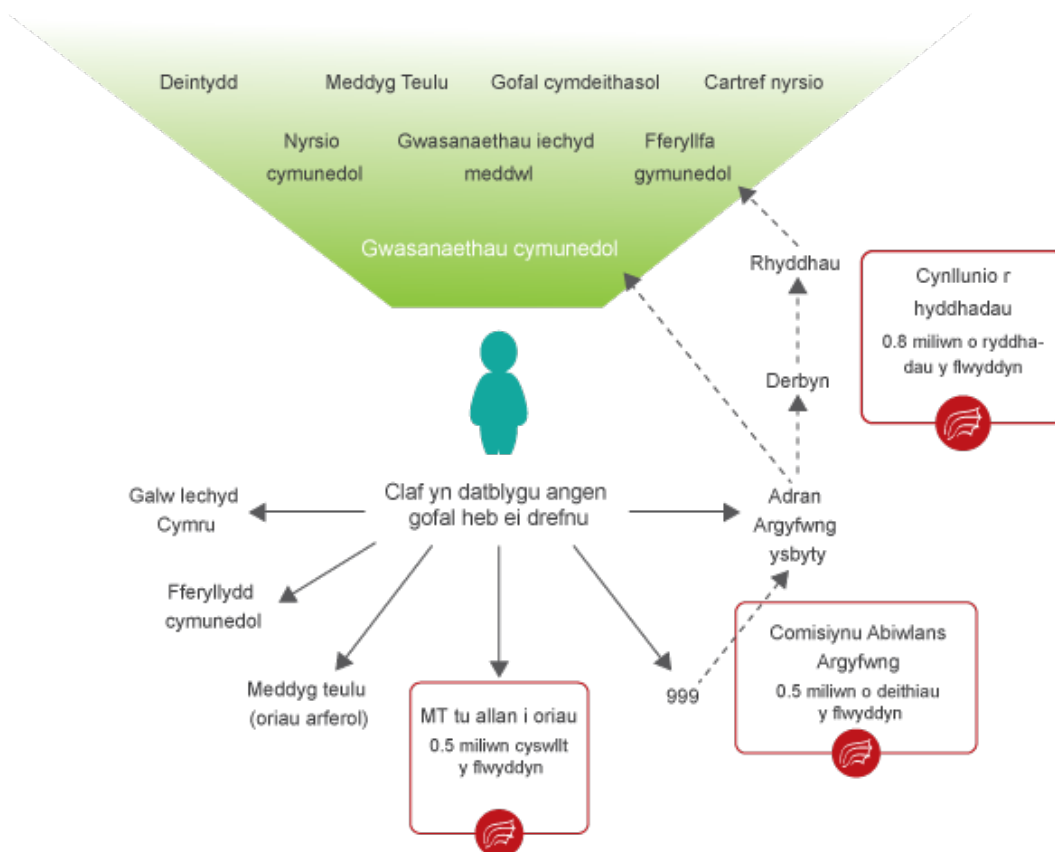 Deintydd
Meddyg Teulu
Gofal cymdeithasol
Cartref nyrsio
Nyrsio
cymunedol
Gwasanaethau iechyd
meddwl
Fferyllfa
gymunedol
Gwasanaethau cymunedol
Rhyddhau
Cynllunio r
hyddhadau
0.8 miliwn o ryddha-
dau y flwyddyn
Derbyn
Galw Iechyd
Cymru
Claf yn datblygu angen
gofal heb ei drefnu
Adran
Argyfwng
ysbyty
Fferyllydd
cymunedol
Meddyg teulu
(oriau arferol)
MT tu allan i oriau
0.5 miliwn cyswllt
y flwyddyn
999
Comisiynu Abiwlans
Argyfwng
0.5 miliwn o deithiau
y flwyddyn